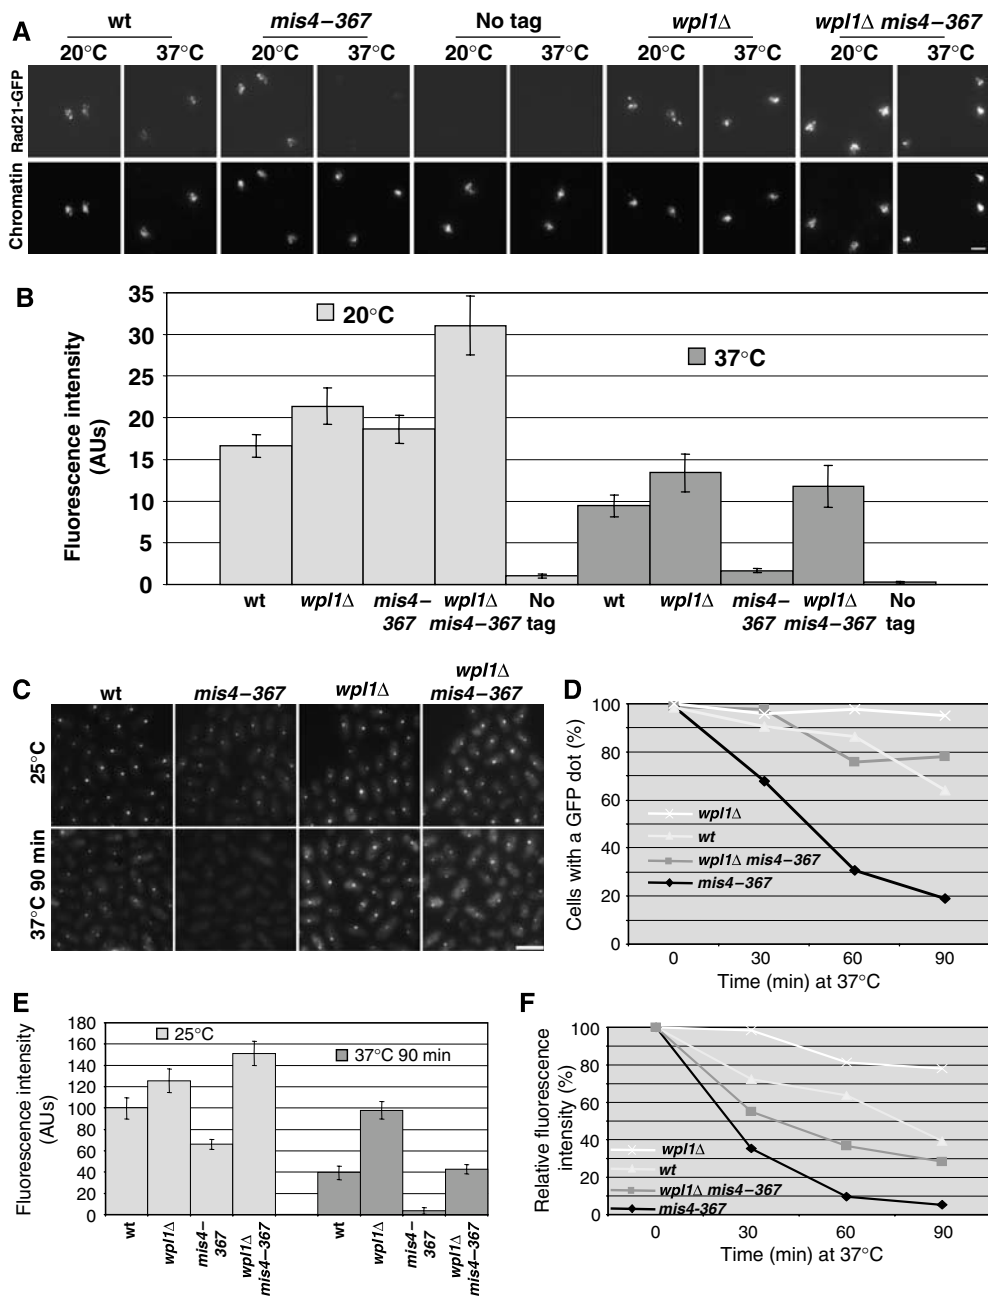 A
wt
mis4–367
No tag
wpl1Δ
wpl1Δ mis4–367
20°C 37°C 20°C 37°C 20°C 37°C 20°C 37°C 20°C 37°C
Rad21-GFP
Chromatin
B
Fluorescence intensity
(AUs)
35
30
25
20
15
10
5
0
20°C
37°C
wt
wpl1Δ
mis4–
367
wpl1Δ
mis4–367
No
tag
wt
wpl1Δ
mis4–
367
wpl1Δ
mis4–367
No
tag
C
wt
mis4–367
wpl1Δ
wpl1Δ
mis4–367
25°C
37°C 90 min
D
Cells with a GFP dot (%)
100
80
60
40
20
0
wpl1Δ
wt
wpl1Δ mis4–367
mis4–367
0 30 60 90
Time (min) at 37°C
E
Fluorescence intensity
(AUs)
180
160
140
120
100
80
60
40
20
0
25°C
37°C 90 min
wt
wpl1Δ
mis4–
367
wpl1Δ
mis4–367
wt
wpl1Δ
mis4–
367
wpl1Δ
mis4–367
F
Relative fluorescence
intensity (%)
100
80
60
40
20
0
wpl1Δ
wt
wpl1Δ mis4–367
mis4-367
0 30 60 90
Time (min) at 37°C